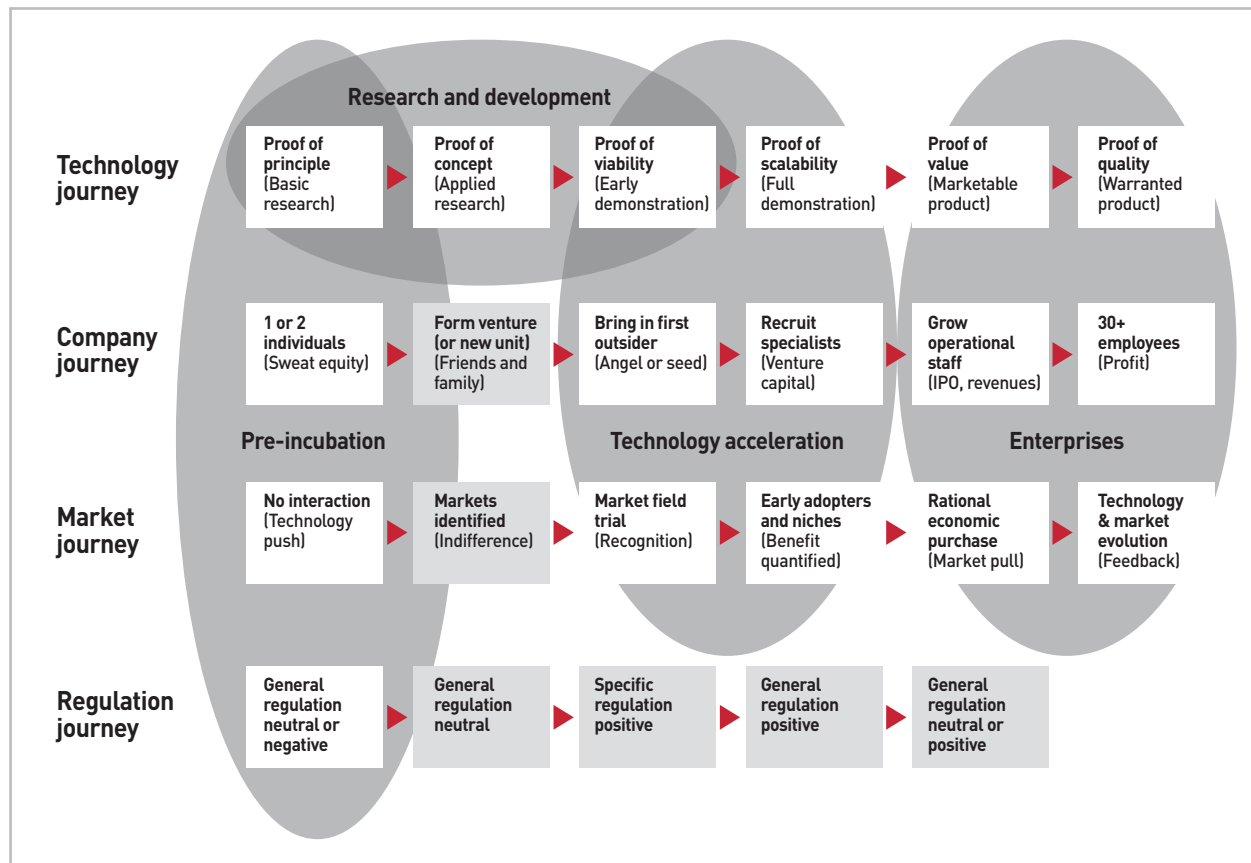 Research and development
Technology
journey
Proof of
principle
(Basic
research)
Proof of
concept
(Applied
research)
Proof of
viability
(Early
demonstration)
Proof of
scalability
(Full
demonstration)
Proof of
value
(Marketable
product)
Proof of
quality
(Warranted
product)
Company
journey
1 or 2
individuals
(Sweat equity)
Form venture
(or new unit)
(Friends and
family)
Bring in first
outsider
(Angel or seed)
Recruit
specialists
(Venture
capital)
Grow
operational
staff
(IPO, revenues)
30+
employees
(Profit)
Pre-incubation
Technology acceleration
Enterprises
Market
journey
No interaction
(Technology
push)
Markets
identified
(Indifference)
Market field
trial
(Recognition)
Early adopters
and niches
(Benefit
quantified)
Rational
economic
purchase
(Market pull)
Technology
& market
evolution
(Feedback)
Regulation
journey
General
regulation
neutral or
negative
General
regulation
neutral
Specific
regulation
positive
General
regulation
positive
General
regulation
neutral or
positive